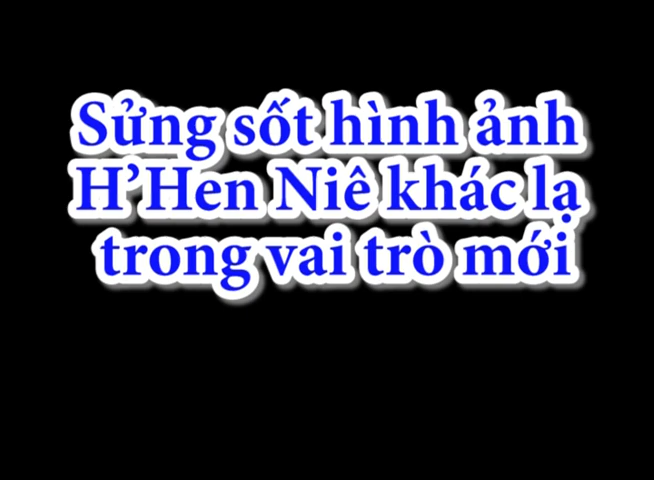 Sửng sốt hình ảnh
H’Hen Niê khác lạ
trong vai trò mới